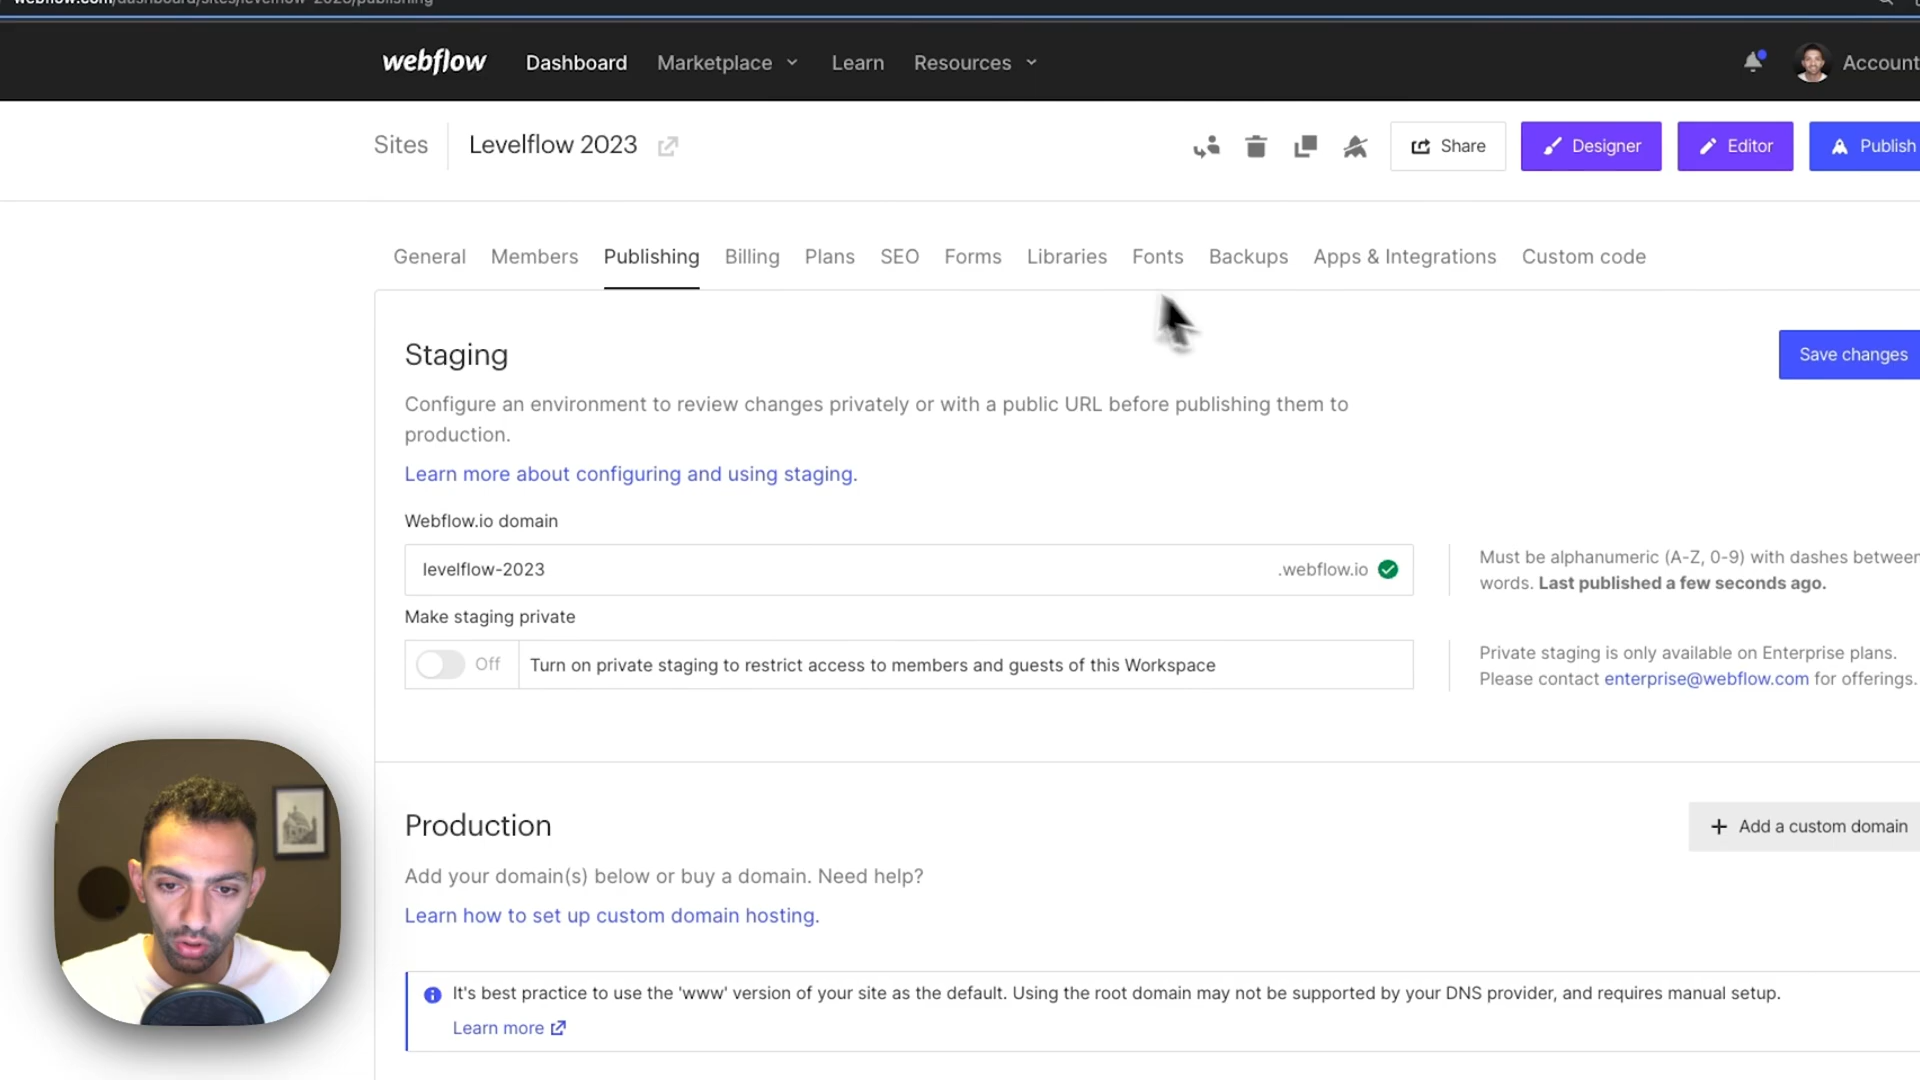 webflow.com/dashboard/sites/levelflow-2023/publishing
webflow Dashboard Marketplace Learn Resources Account
Sites Levelflow 2023 Share Designer Editor Publish
General Members Publishing Billing Plans SEO Forms Libraries Fonts Backups Apps & Integrations Custom code
Staging
Save changes
Configure an environment to review changes privately or with a public URL before publishing them to
production.
Learn more about configuring and using staging.
Webflow.io domain
levelflow-2023 .webflow.io
Must be alphanumeric (A-Z, 0-9) with dashes between
words. Last published a few seconds ago.
Make staging private
Off Turn on private staging to restrict access to members and guests of this Workspace
Private staging is only available on Enterprise plans.
Please contact enterprise@webflow.com for offerings.
Production
+ Add a custom domain
Add your domain(s) below or buy a domain. Need help?
Learn how to set up custom domain hosting.
It's best practice to use the 'www' version of your site as the default. Using the root domain may not be supported by your DNS provider, and requires manual setup.
Learn more